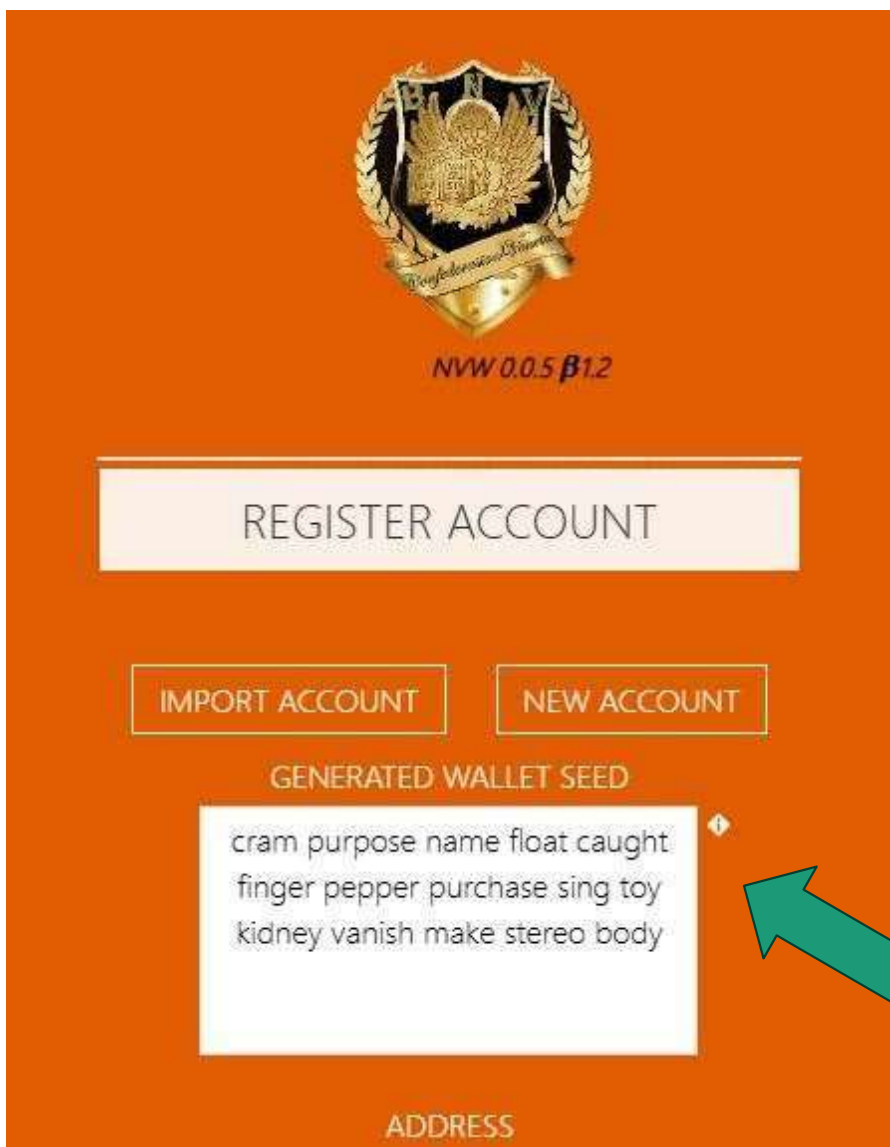 B N V
NVW 0.0.5 β1.2
REGISTER ACCOUNT
IMPORT ACCOUNT NEW ACCOUNT
GENERATED WALLET SEED
cram purpose name float caught
finger pepper purchase sing toy
kidney vanish make stereo body
ADDRESS